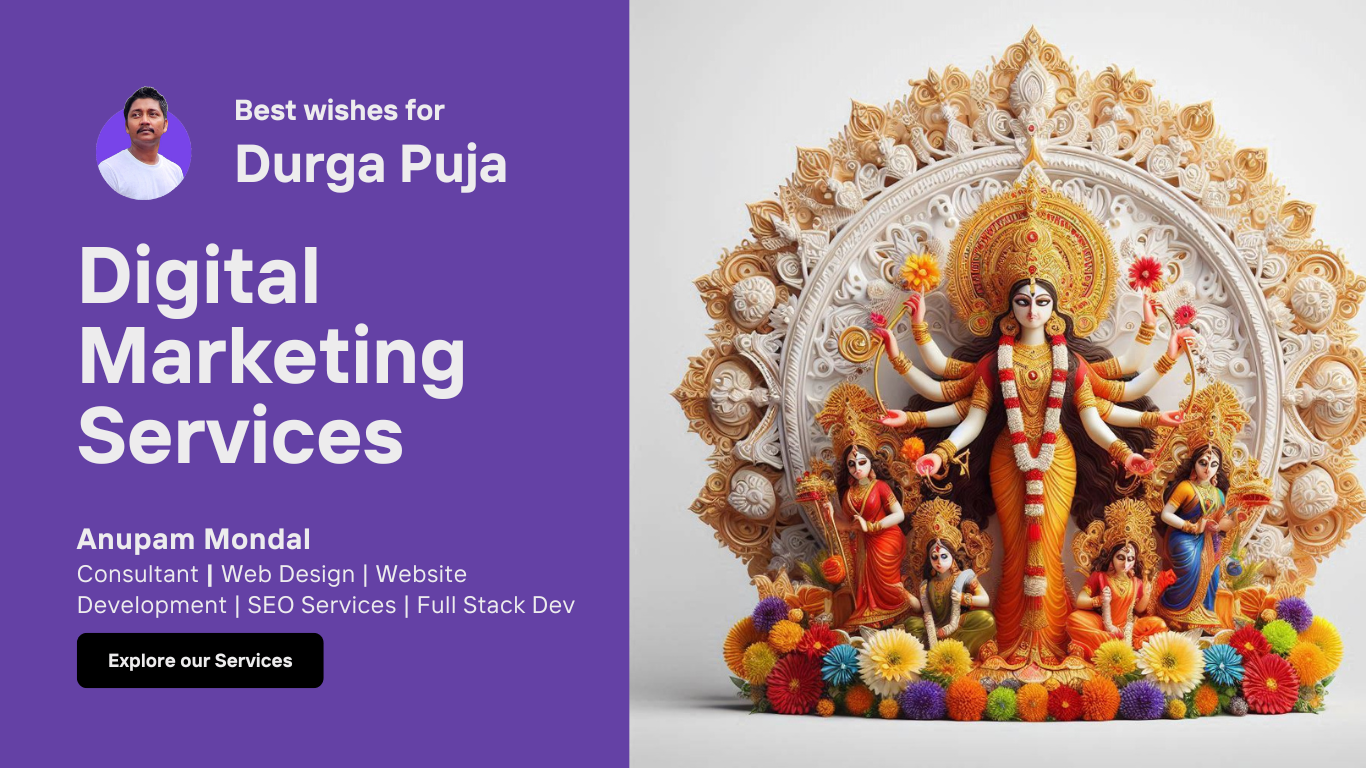 Best wishes for
Durga Puja
Digital
Marketing
Services
Anupam Mondal
Consultant | Web Design | Website
Development | SEO Services | Full Stack Dev
Explore our Services